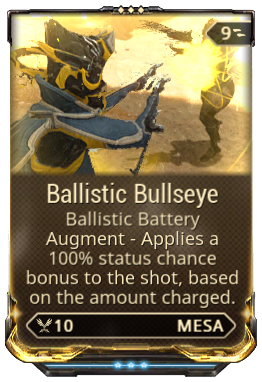 9
Ballistic Bullseye
Ballistic Battery
Augment - Applies a
100% status chance
bonus to the shot, based
on the amount charged.
10 MESA